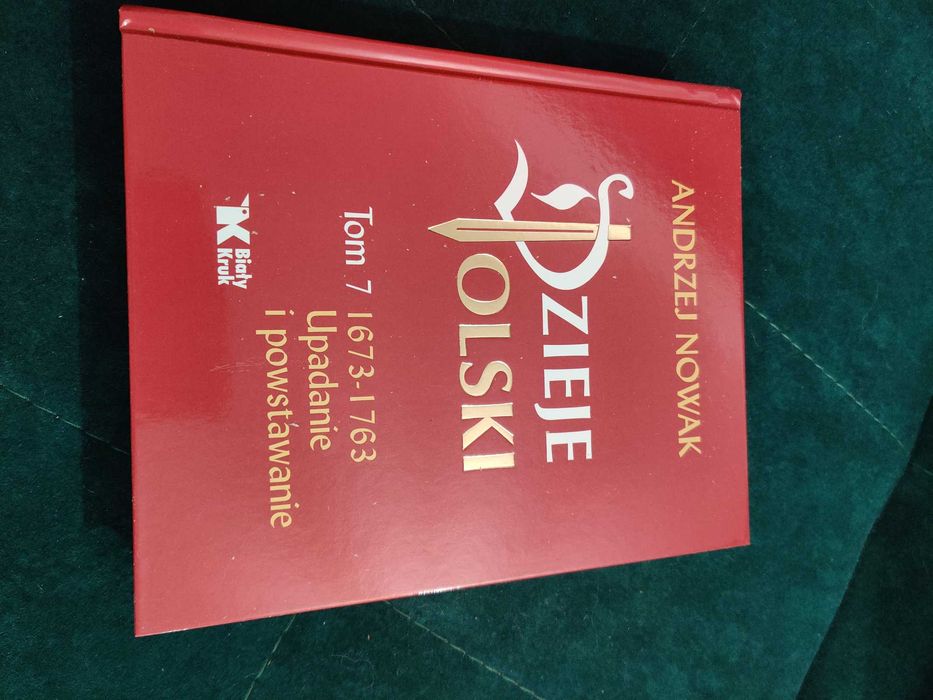 ANDRZEJ NOWAK
DZIEJE
POLSKI
Tom 7 1673-1763
Upadanie
i powstawanie
Biały
Kruk